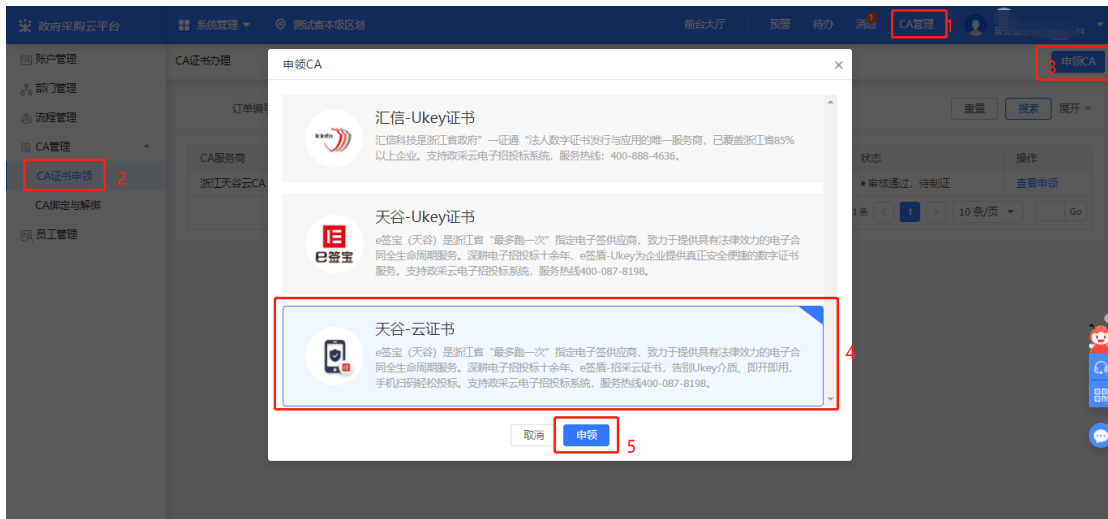 政府采购云平台
系统管理
测试省本级区划
前台大厅
预警
待办
消息
1
CA管理
1
24
账户管理
部门管理
流程管理
CA管理
CA证书申领
2
CA绑定与解绑
员工管理
CA证书办理
3
申领CA
订单编号
重置
搜索
展开
CA服务商
状态
操作
浙江天谷云CA
审核通过，待制证
查看申领
1条
<
1
>
10 条/页
Go
申领CA
×
kinfo
汇信-Ukey证书
汇信科技是浙江省政府“一证通“法人数字证书发行与应用的唯一服务商，已覆盖浙江省85%
以上企业。支持政采云电子招投标系统，服务热线：400-888-4636。
e签宝
天谷-Ukey证书
e签宝（天谷）是浙江省“最多跑一次”指定电子签供应商，致力于提供具有法律效力的电子合
同全生命周期服务。深耕电子招投标十余年，e签盾-Ukey为企业提供真正安全便捷的数字证书
服务。支持政采云电子招投标系统，服务热线400-087-8198。
天谷-云证书
e签宝（天谷）是浙江省“最多跑一次”指定电子签供应商，致力于提供具有法律效力的电子合
同全生命周期服务。深耕电子招投标十余年，e签盾-招采云证书，告别Ukey介质、即开即用，
手机扫码轻松投标。支持政采云电子招投标系统，服务热线400-087-8198。
4
取消
申领
5